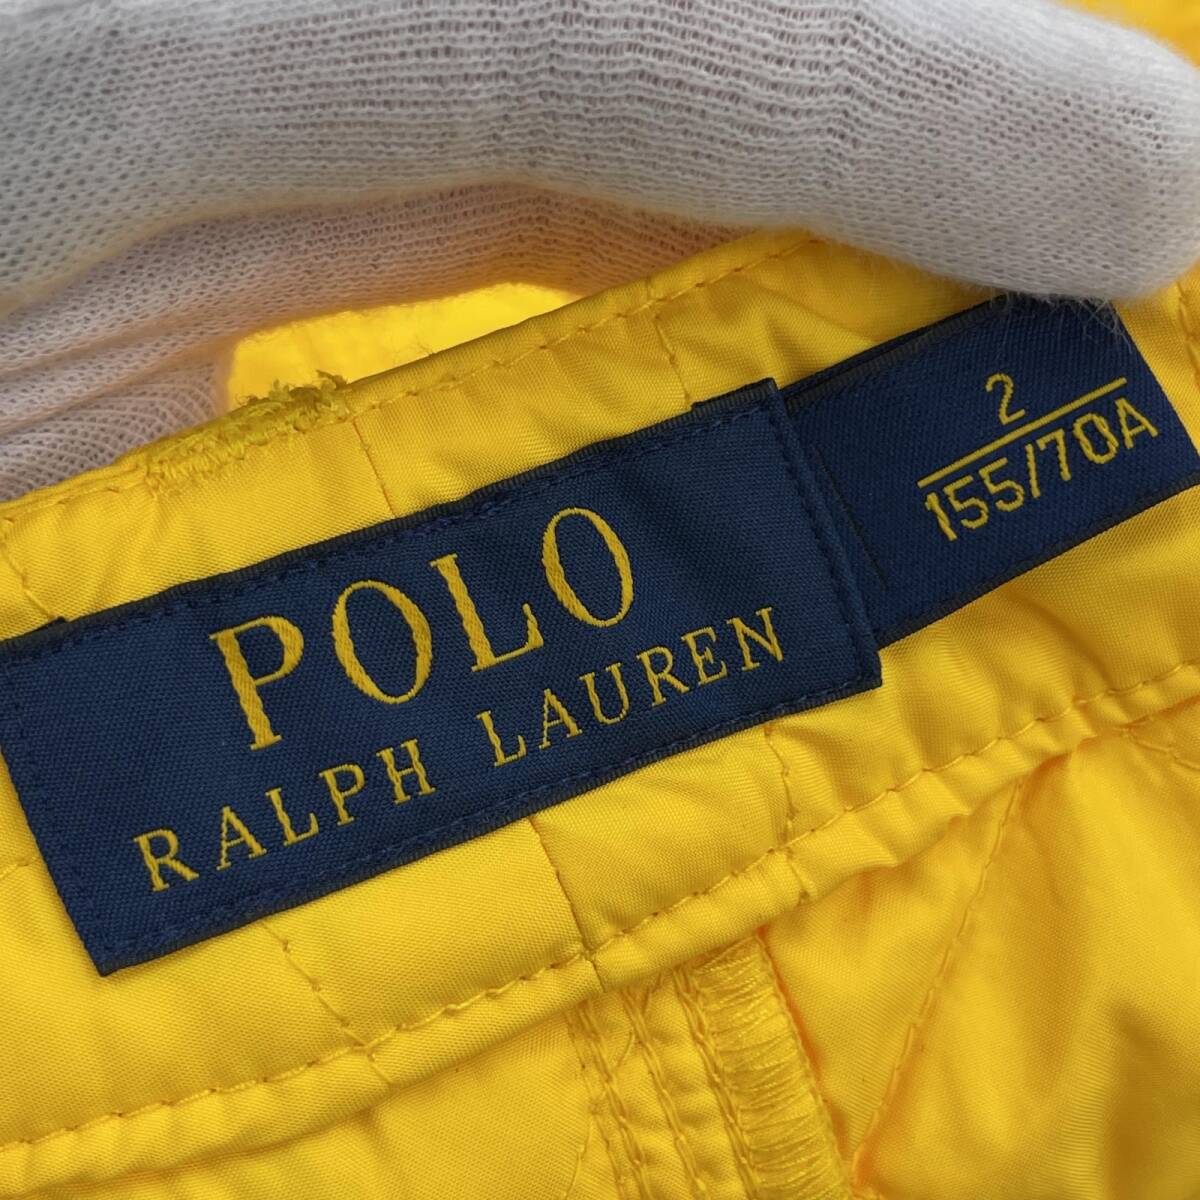 POLO
RALPH LAUREN
2
155/70A